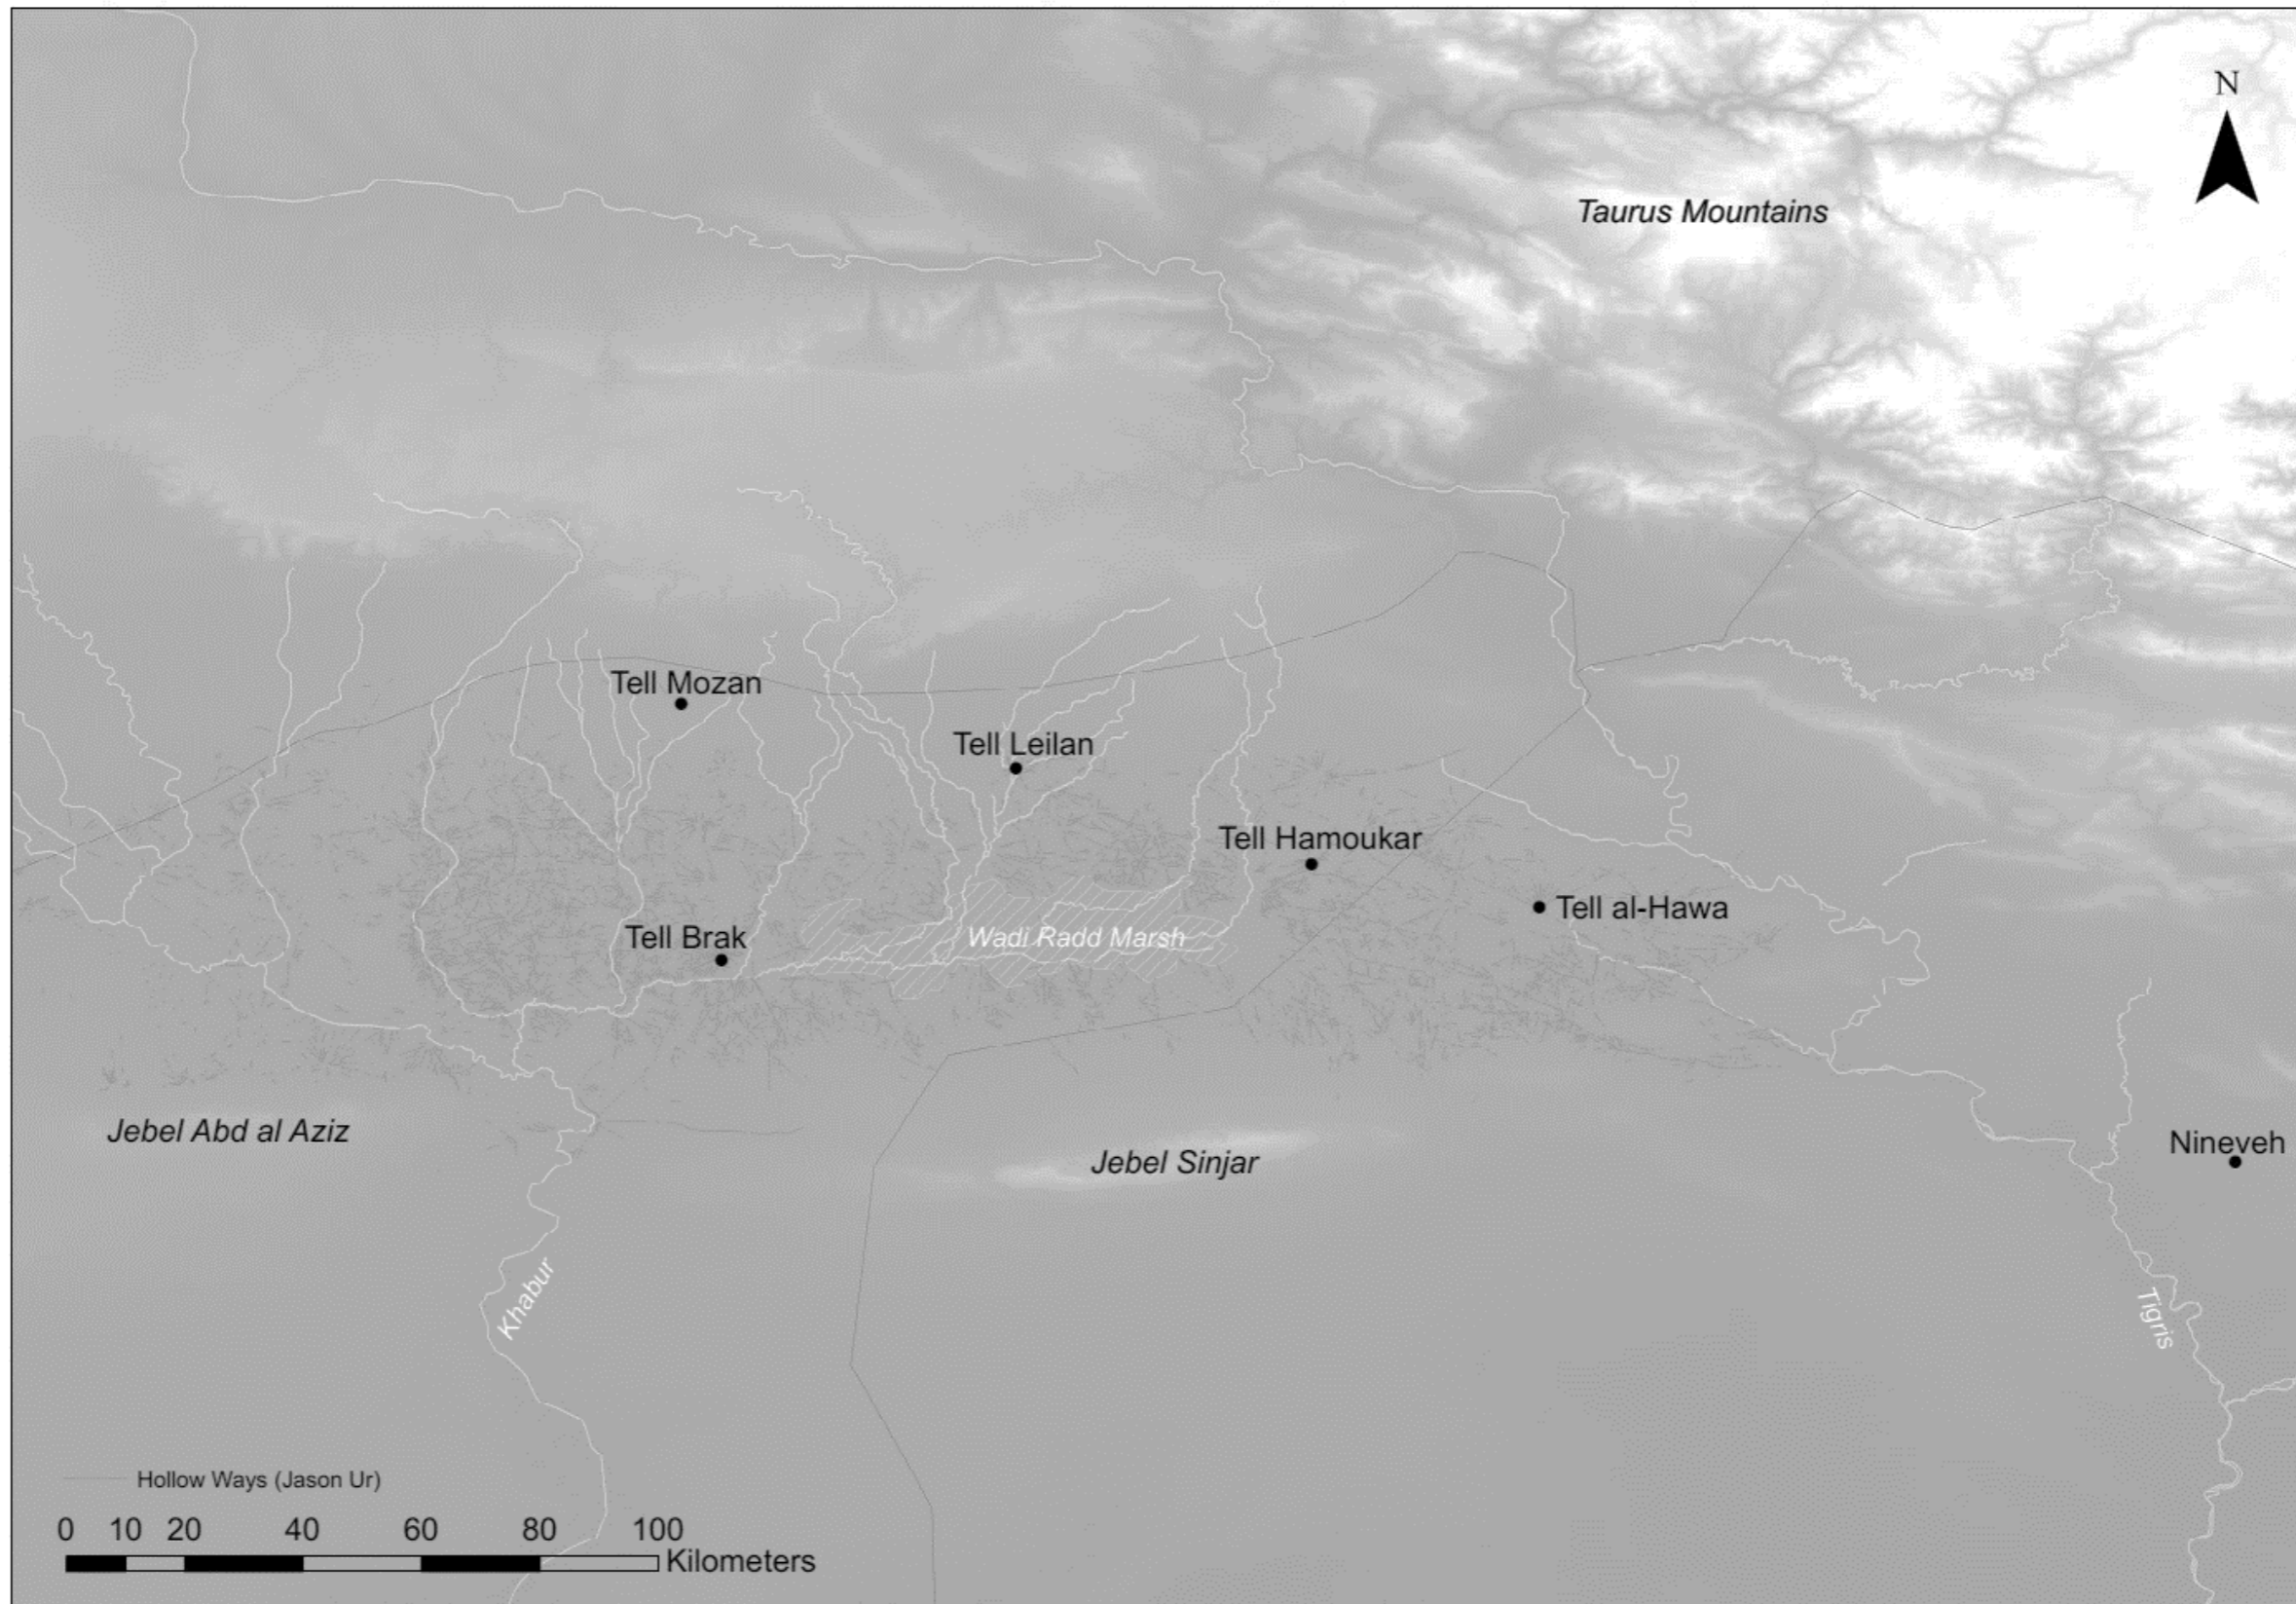 N
Taurus Mountains
Tell Mozan
Tell Leilan
Tell Hamoukar
Tell al-Hawa
Tell Brak
Wadi Radd Marsh
Jebel Abd al Aziz
Jebel Sinjar
Nineveh
Khabur
Tigris
Hollow Ways (Jason Ur)
0 10 20 40 60 80 100
Kilometers